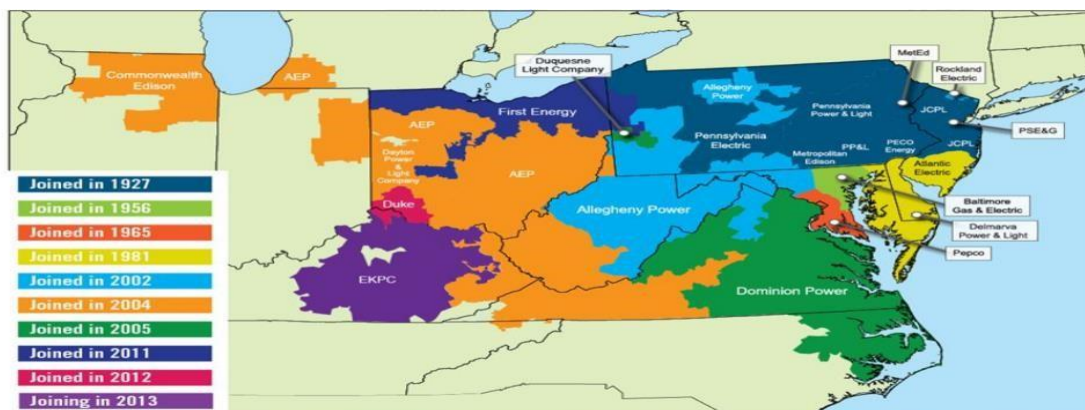 Commonwealth
Edison
AEP
Duquesne
Light Company
First Energy
AEP
Dayton
Power
&
Light
Company
AEP
Duke
EKPC
Allegheny
Power
Pennsylvania
Power & Light
Pennsylvania
Electric
PP&L
Metropolitan
Edison
PECO
Energy
MetEd
Rockland
Electric
JCPL
PSE&G
JCPL
Atlantic
Electric
Baltimore
Gas & Electric
Delmarva
Power & Light
Pepco
Allegheny Power
Dominion Power
Joined in 1927
Joined in 1956
Joined in 1965
Joined in 1981
Joined in 2002
Joined in 2004
Joined in 2005
Joined in 2011
Joined in 2012
Joining in 2013